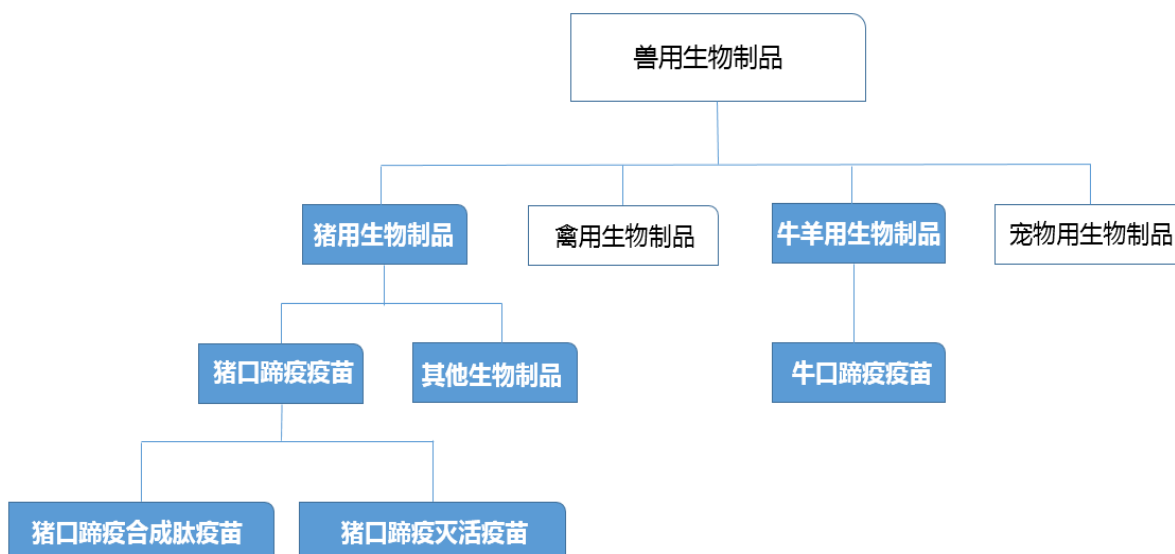 兽用生物制品
猪用生物制品
禽用生物制品
牛羊用生物制品
宠物用生物制品
猪口蹄疫疫苗
其他生物制品
牛口蹄疫疫苗
猪口蹄疫合成肽疫苗
猪口蹄疫灭活疫苗